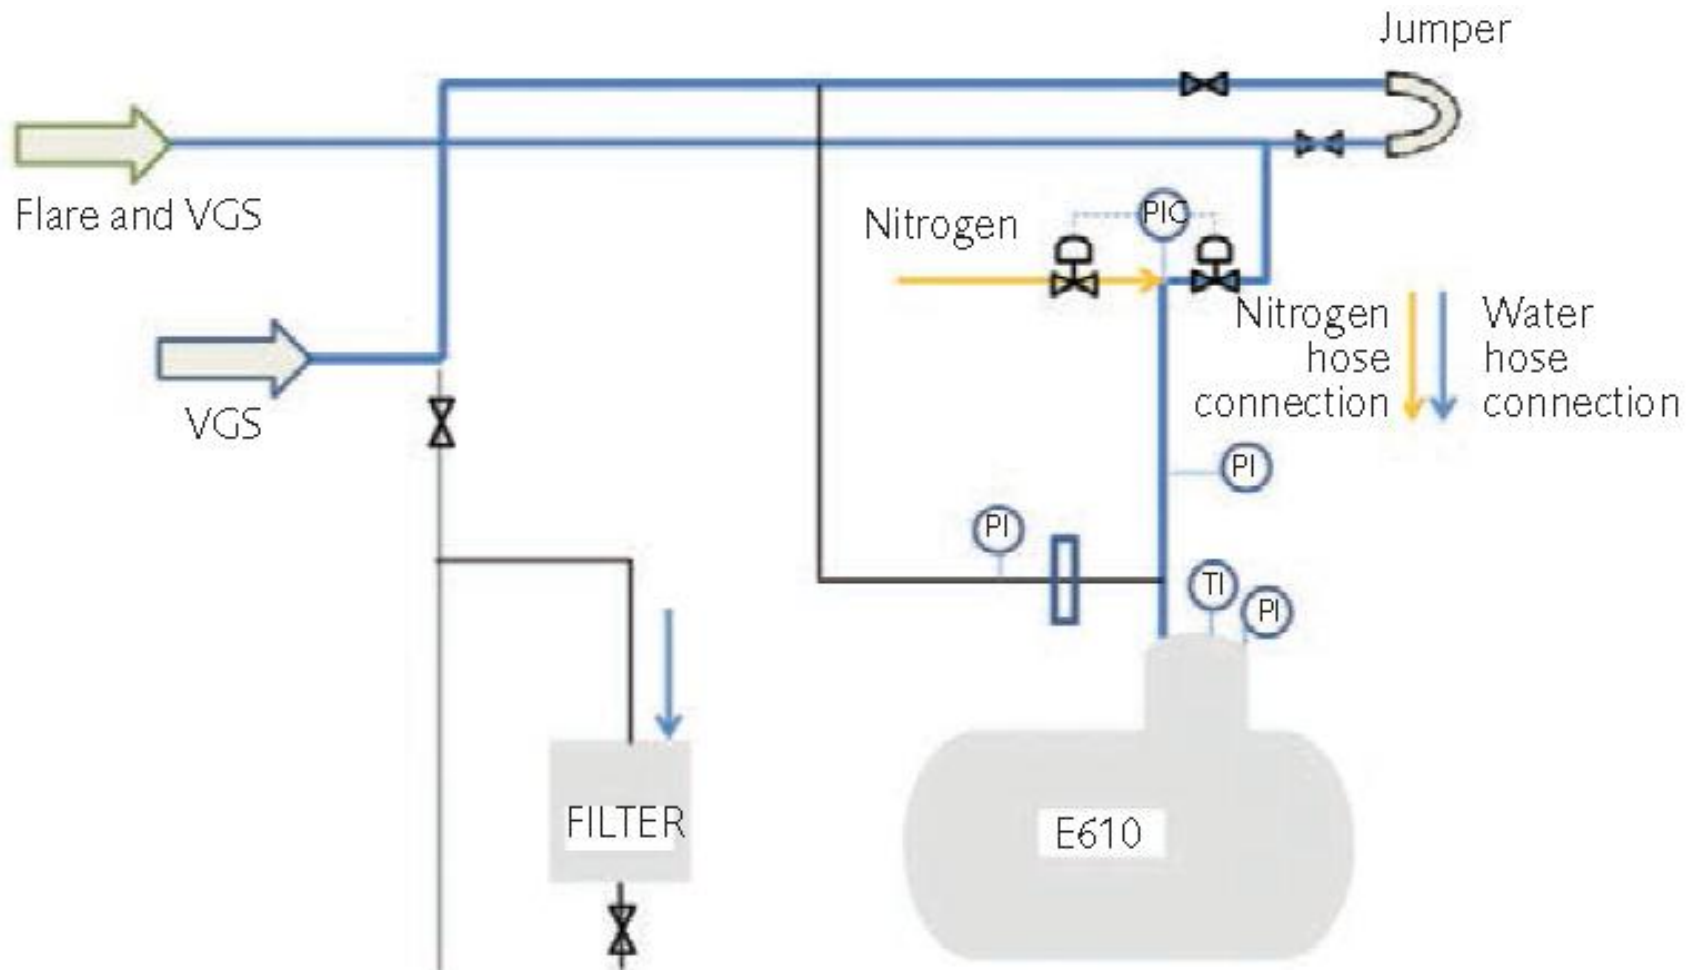 Jumper
Flare and VGS
Nitrogen
PIC
Nitrogen
hose
connection
Water
hose
connection
VGS
PI
PI
TI
PI
FILTER
E610